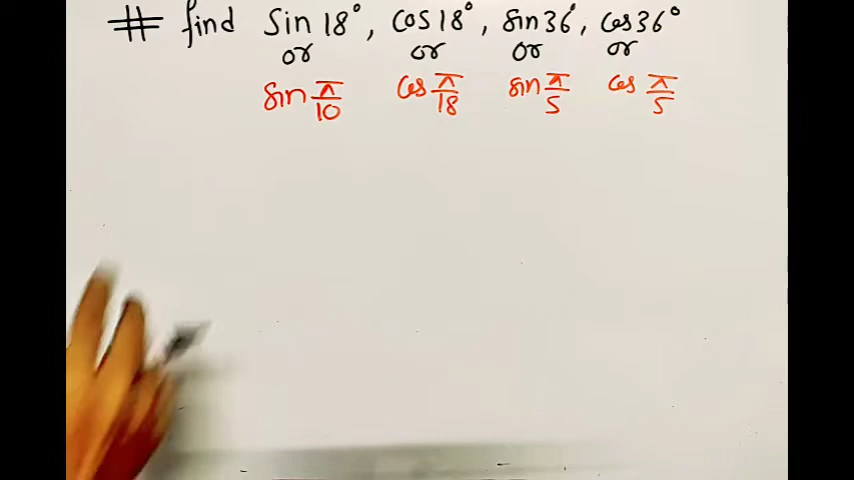 # find sin 18°, cos 18°, sin 36°, cos 36°
or or or or
sin π/10 cos π/18 sin π/5 cos π/5